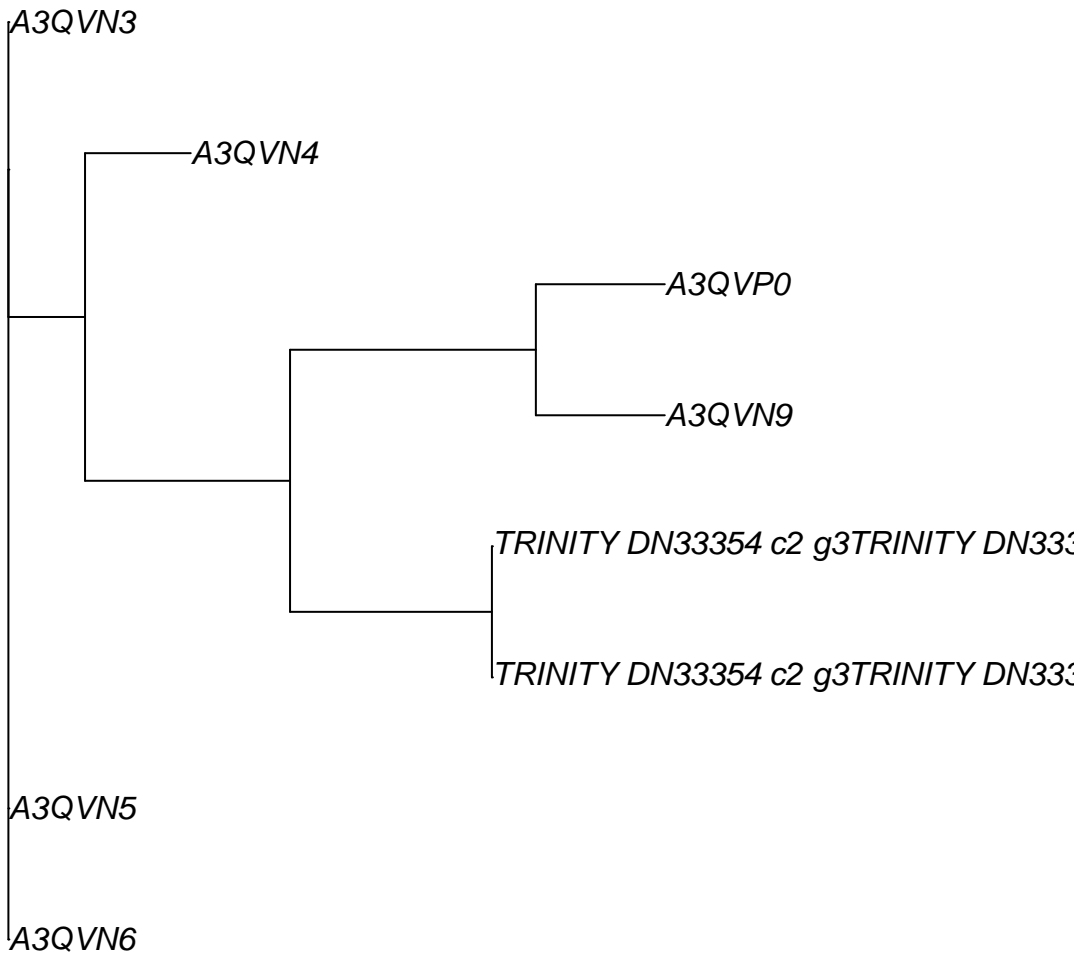 A3QVN3
A3QVN4
A3QVP0
A3QVN9
TRINITY DN33354 c2 g3TRINITY DN333
TRINITY DN33354 c2 g3TRINITY DN333
A3QVN5
A3QVN6